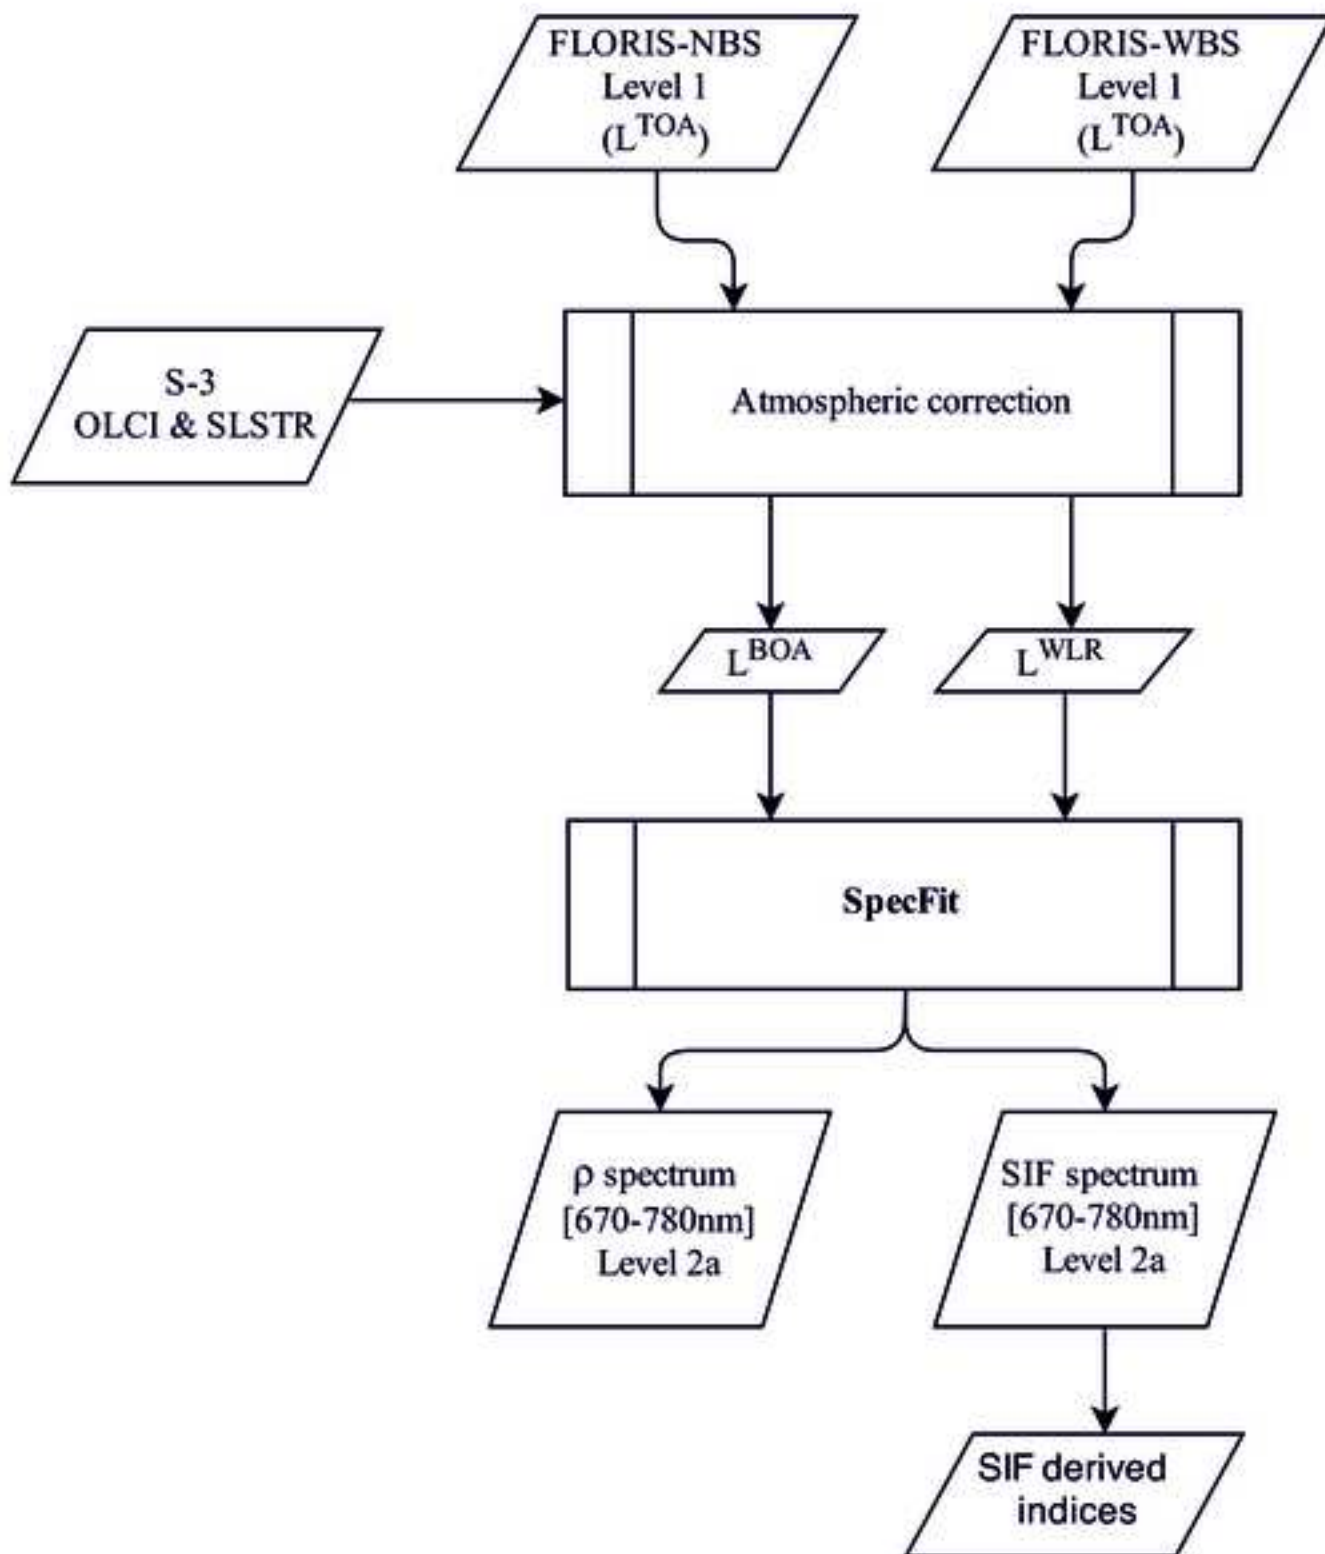 FLORIS-NBS
Level 1
(L^TOA)
FLORIS-WBS
Level 1
(L^TOA)
S-3
OLCI & SLSTR
Atmospheric correction
L^BOA
L^WLR
SpecFit
ρ spectrum
[670-780nm]
Level 2a
SIF spectrum
[670-780nm]
Level 2a
SIF derived
indices